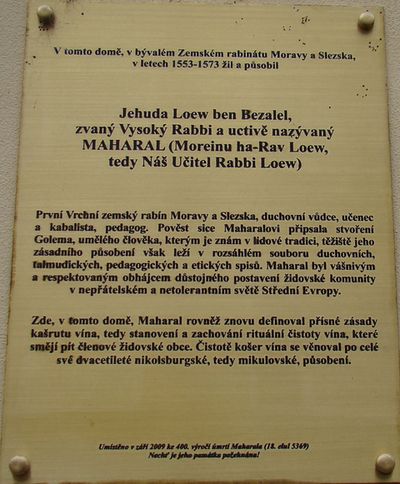 V tomto domě, v bývalém Zemském rabinátu Moravy a Slezska,
v letech 1553-1573 žil a působil
Jehuda Loew ben Bezalel,
zvaný Vysoký Rabbi a uctivě nazývaný
MAHARAL (Moreinu ha-Rav Loew,
tedy Náš Učitel Rabbi Loew)
První Vrchní zemský rabín Moravy a Slezska, duchovní vůdce, učenec
a kabalista, pedagog. Pověst sice Maharalovi připsala stvoření
Golema, umělého člověka, kterým je znám v lidové tradici, těžiště jeho
zásadního působení však leží v rozsáhlém souboru duchovních,
talmudických, pedagogických a etických spisů. Maharal byl vášnivým
a respektovaným obhájcem důstojného postavení židovské komunity
v nepřátelském a netolerantním světě Střední Evropy.
Zde, v tomto domě, Maharal rovněž znovu definoval přísné zásady
kašrutu vína, tedy stanovení a zachování rituální čistoty vína, které
smějí pít členové židovské obce. Čistotě košer vína se věnoval po celé
své dvacetileté nikolsburgské, tedy mikulovské, působení.
Umístěno v září 2009 ke 400. výročí úmrtí Maharala (18. elul 5369)
Nechť je jeho památka požehnána!